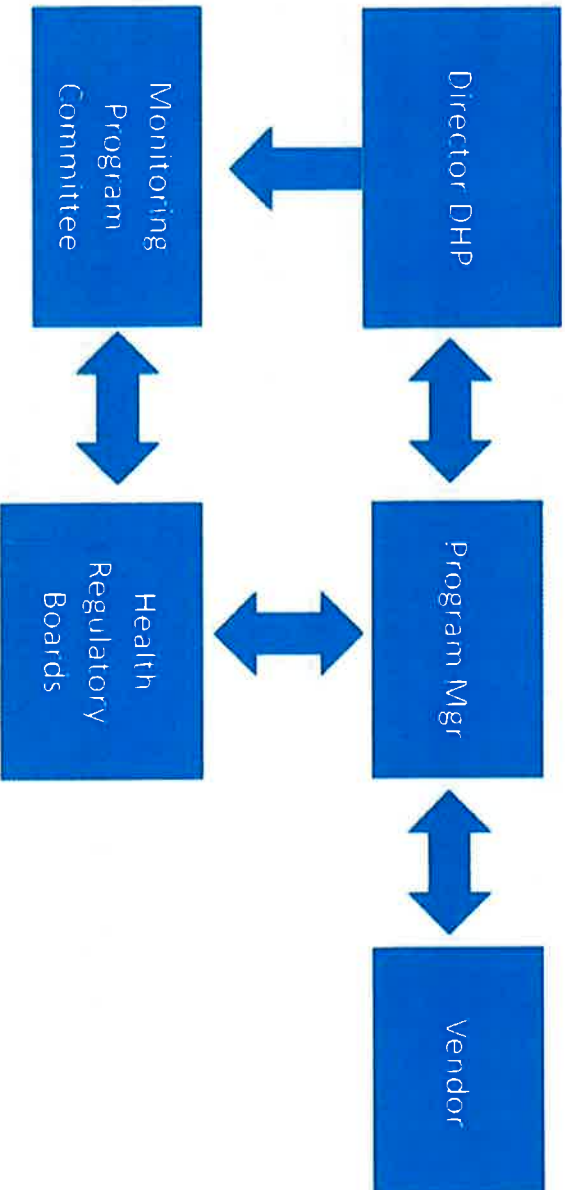 Director DHP
Program Mgr
Vendor
Monitoring
Program
Committee
Health
Regulatory
Boards